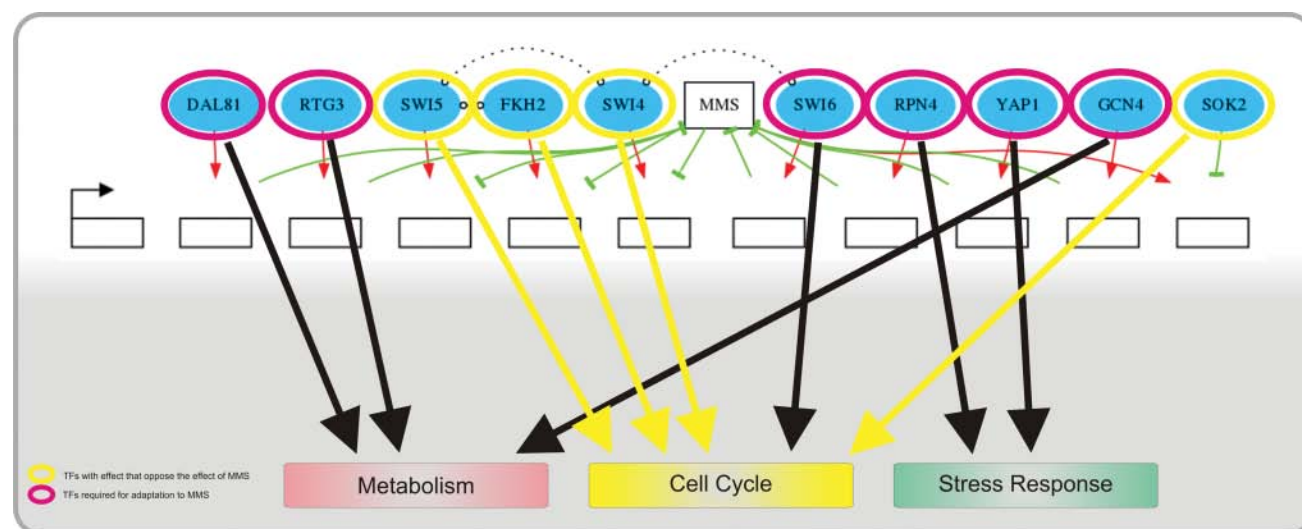 DAL81 RTG3 SWI5 FKH2 SWI4 MMS SWI6 RPN4 YAP1 GCN4 SOK2
TFs with effect that oppose the effect of MMS
TFs required for adaptation to MMS
Metabolism Cell Cycle Stress Response